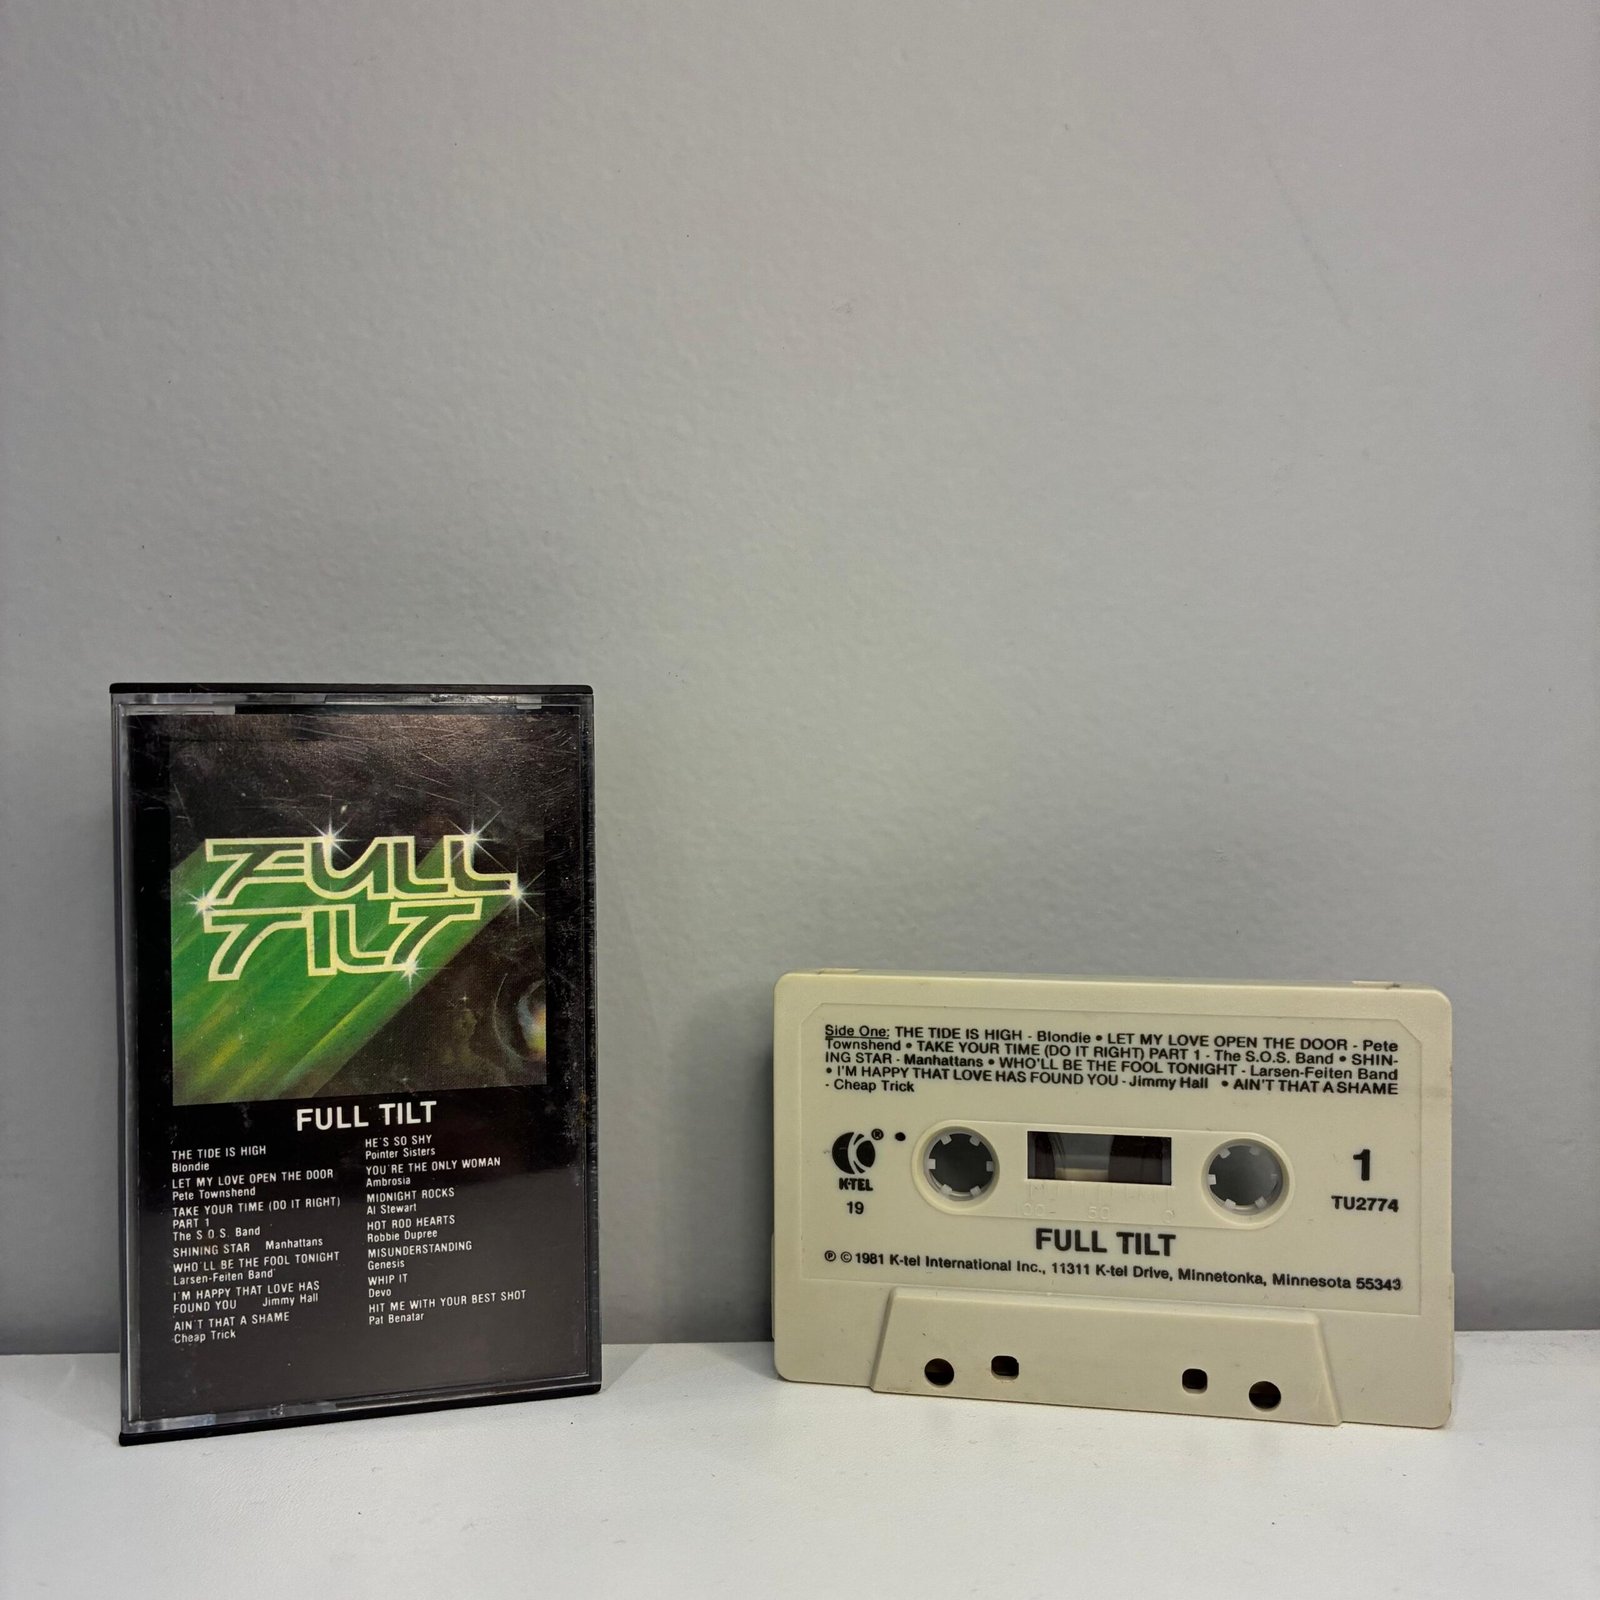 FULL
TILT
FULL TILT
THE TIDE IS HIGH
Blondie
LET MY LOVE OPEN THE DOOR
Pete Townshend
TAKE YOUR TIME (DO IT RIGHT)
PART 1
The S.O.S. Band
SHINING STAR Manhattans
WHO'LL BE THE FOOL TONIGHT
Larsen-Feiten Band
I'M HAPPY THAT LOVE HAS
FOUND YOU Jimmy Hall
AIN'T THAT A SHAME
Cheap Trick
HE'S SO SHY
Pointer Sisters
YOU'RE THE ONLY WOMAN
Ambrosia
MIDNIGHT ROCKS
Al Stewart
HOT ROD HEARTS
Robbie Dupree
MISUNDERSTANDING
Genesis
WHIP IT
Devo
HIT ME WITH YOUR BEST SHOT
Pat Benatar
Side One: THE TIDE IS HIGH - Blondie • LET MY LOVE OPEN THE DOOR - Pete
Townshend • TAKE YOUR TIME (DO IT RIGHT) PART 1 - The S.O.S. Band • SHIN-
ING STAR - Manhattans • WHO'LL BE THE FOOL TONIGHT - Larsen-Feiten Band
• I'M HAPPY THAT LOVE HAS FOUND YOU - Jimmy Hall • AIN'T THAT A SHAME
- Cheap Trick
®
K-TEL
19
1
TU2774
50 0
FULL TILT
℗ © 1981 K-tel International Inc., 11311 K-tel Drive, Minnetonka, Minnesota 55343